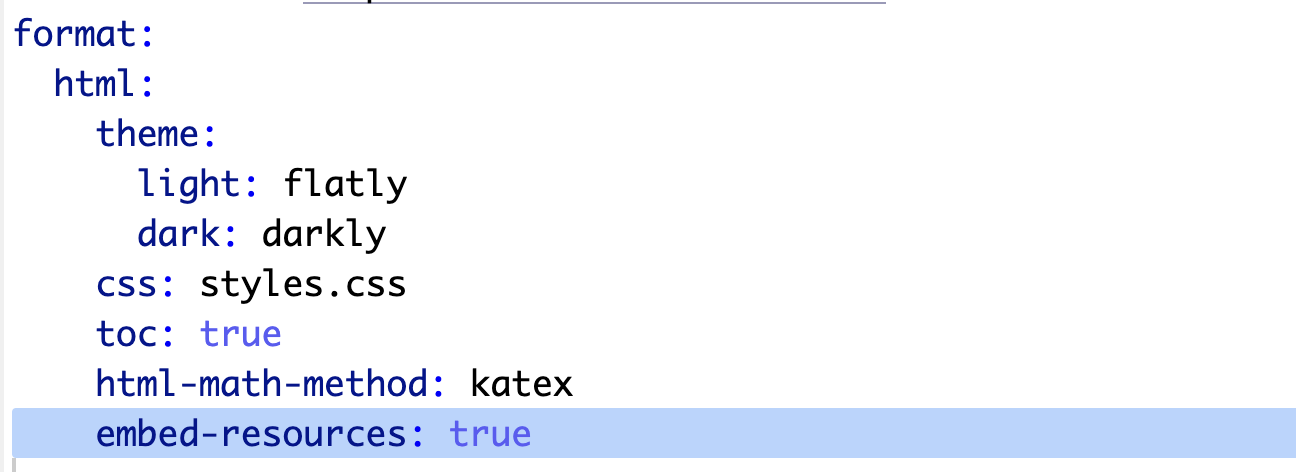 format:
  html:
    theme:
      light: flatly
      dark: darkly
    css: styles.css
    toc: true
    html-math-method: katex
    embed-resources: true